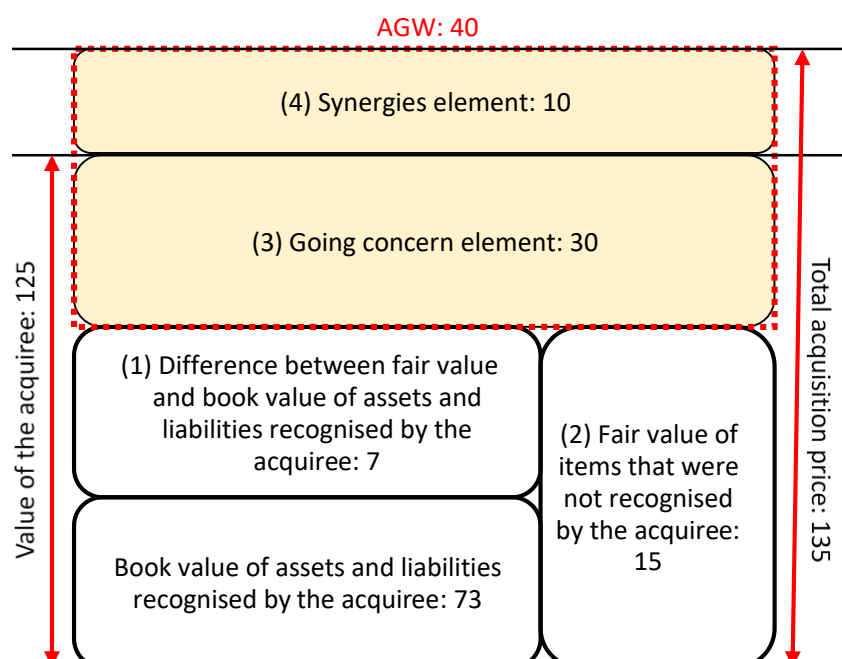 AGW: 40
(4) Synergies element: 10
(3) Going concern element: 30
Value of the acquiree: 125
Total acquisition price: 135
(1) Difference between fair value
and book value of assets and
liabilities recognised by the
acquiree: 7
(2) Fair value of
items that were
not recognised
by the acquiree:
15
Book value of assets and liabilities
recognised by the acquiree: 73